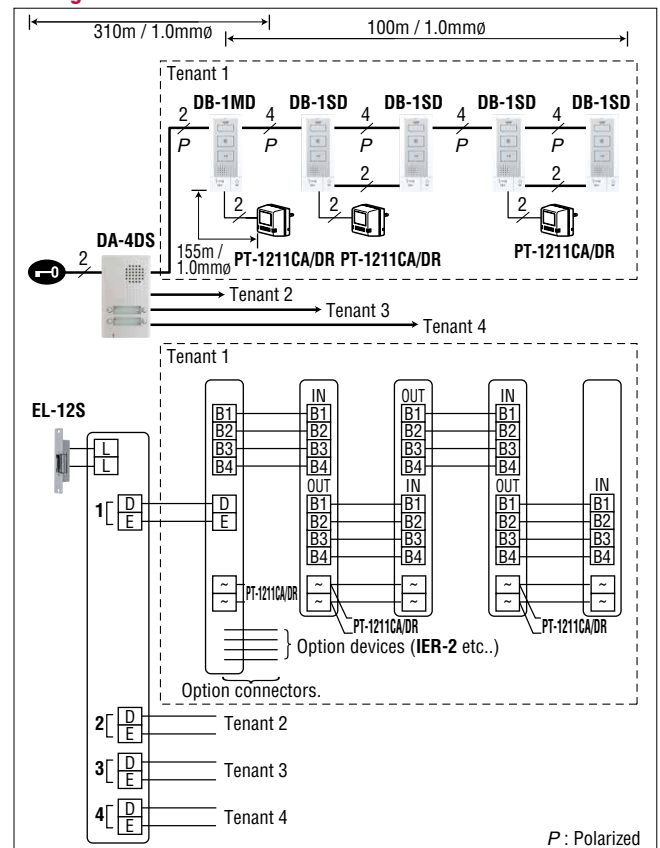 310m / 1.0mmø
100m / 1.0mmø
Tenant 1
DB-1MD DB-1SD DB-1SD DB-1SD DB-1SD
2 4 4 4 4
P P P P P
2 2
2 2 2
DA-4DS
155m /
1.0mmø
PT-1211CA/DR PT-1211CA/DR PT-1211CA/DR
2
Tenant 2
Tenant 3
Tenant 4
Tenant 1
EL-12S
IN OUT IN
B1 B1 B1 B1
B2 B2 B2 B2
B3 B3 B3 B3
B4 B4 B4 B4
L
L
OUT IN OUT IN
1 D D B1 B1 B1 B1
E E B2 B2 B2 B2
B3 B3 B3 B3
B4 B4 B4 B4
~ ~ ~ ~ ~
~ ~ ~ ~ ~
PT-1211CA/DR
PT-1211CA/DR PT-1211CA/DR
Option devices (IER-2 etc..)
Option connectors.
2 D
E
Tenant 2
3 D
E
Tenant 3
4 D
E
Tenant 4
P : Polarized